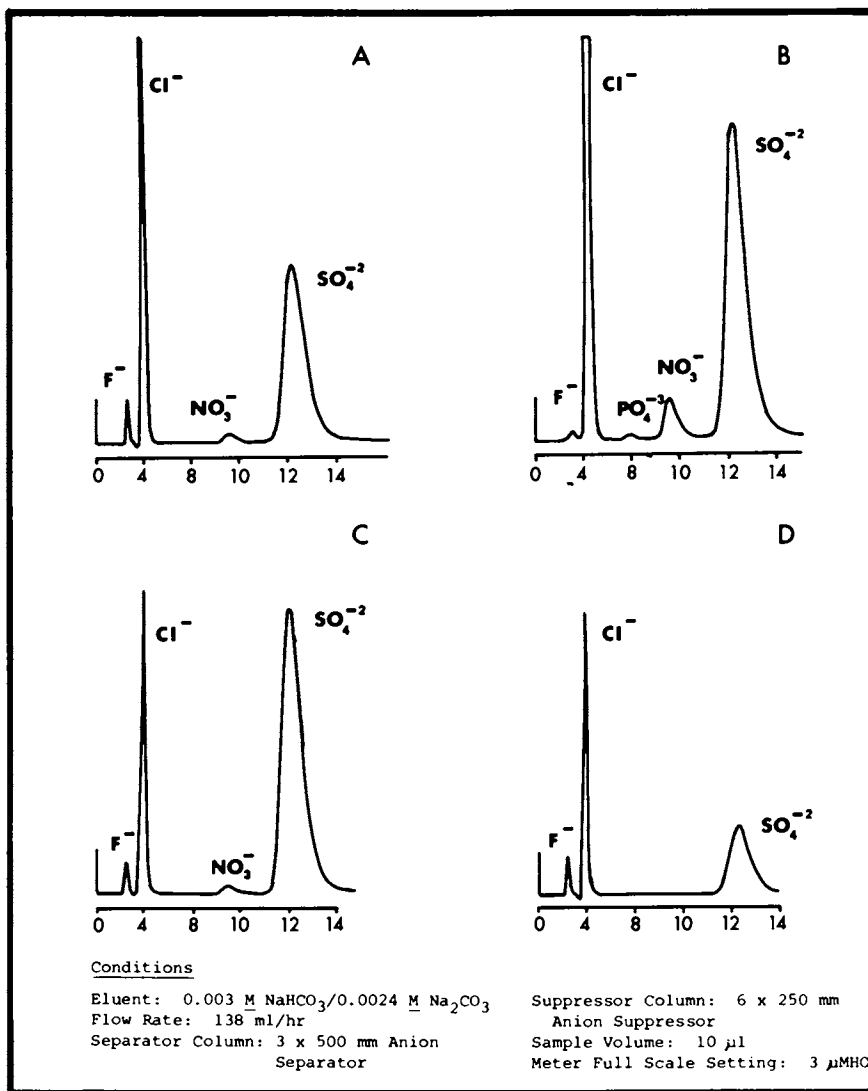 A
Cl⁻
F⁻
NO₃⁻
SO₄⁻²
0 4 8 10 12 14
B
Cl⁻
F⁻
PO₄⁻³
NO₃⁻
SO₄⁻²
0 4 8 10 12 14
C
Cl⁻
F⁻
NO₃⁻
SO₄⁻²
0 4 8 10 12 14
D
Cl⁻
F⁻
SO₄⁻²
0 4 8 10 12 14
Conditions
Eluent: 0.003 M NaHCO₃/0.0024 M Na₂CO₃
Flow Rate: 138 ml/hr
Separator Column: 3 x 500 mm Anion
Separator
Suppressor Column: 6 x 250 mm
Anion Suppressor
Sample Volume: 10 µl
Meter Full Scale Setting: 3 µMHO